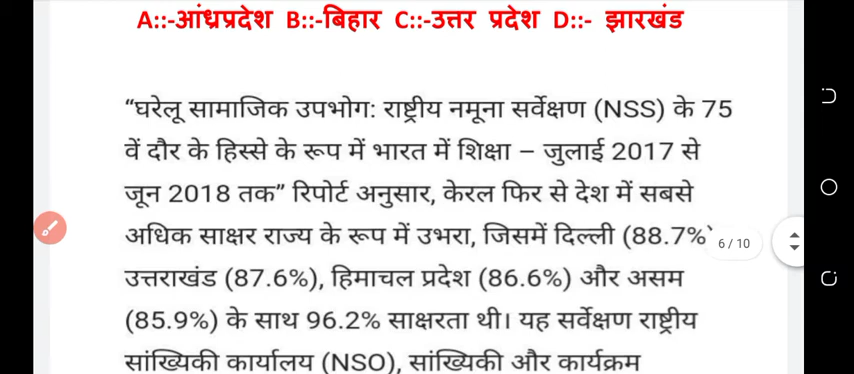 A::-आंध्रप्रदेश B::-बिहार C::-उत्तर प्रदेश D::- झारखंड
“घरेलू सामाजिक उपभोग: राष्ट्रीय नमूना सर्वेक्षण (NSS) के 75
वें दौर के हिस्से के रूप में भारत में शिक्षा – जुलाई 2017 से
जून 2018 तक” रिपोर्ट अनुसार, केरल फिर से देश में सबसे
अधिक साक्षर राज्य के रूप में उभरा, जिसमें दिल्ली (88.7%
6 / 10
उत्तराखंड (87.6%), हिमाचल प्रदेश (86.6%) और असम
(85.9%) के साथ 96.2% साक्षरता थी। यह सर्वेक्षण राष्ट्रीय
सांख्यिकी कार्यालय (NSO), सांख्यिकी और कार्यक्रम